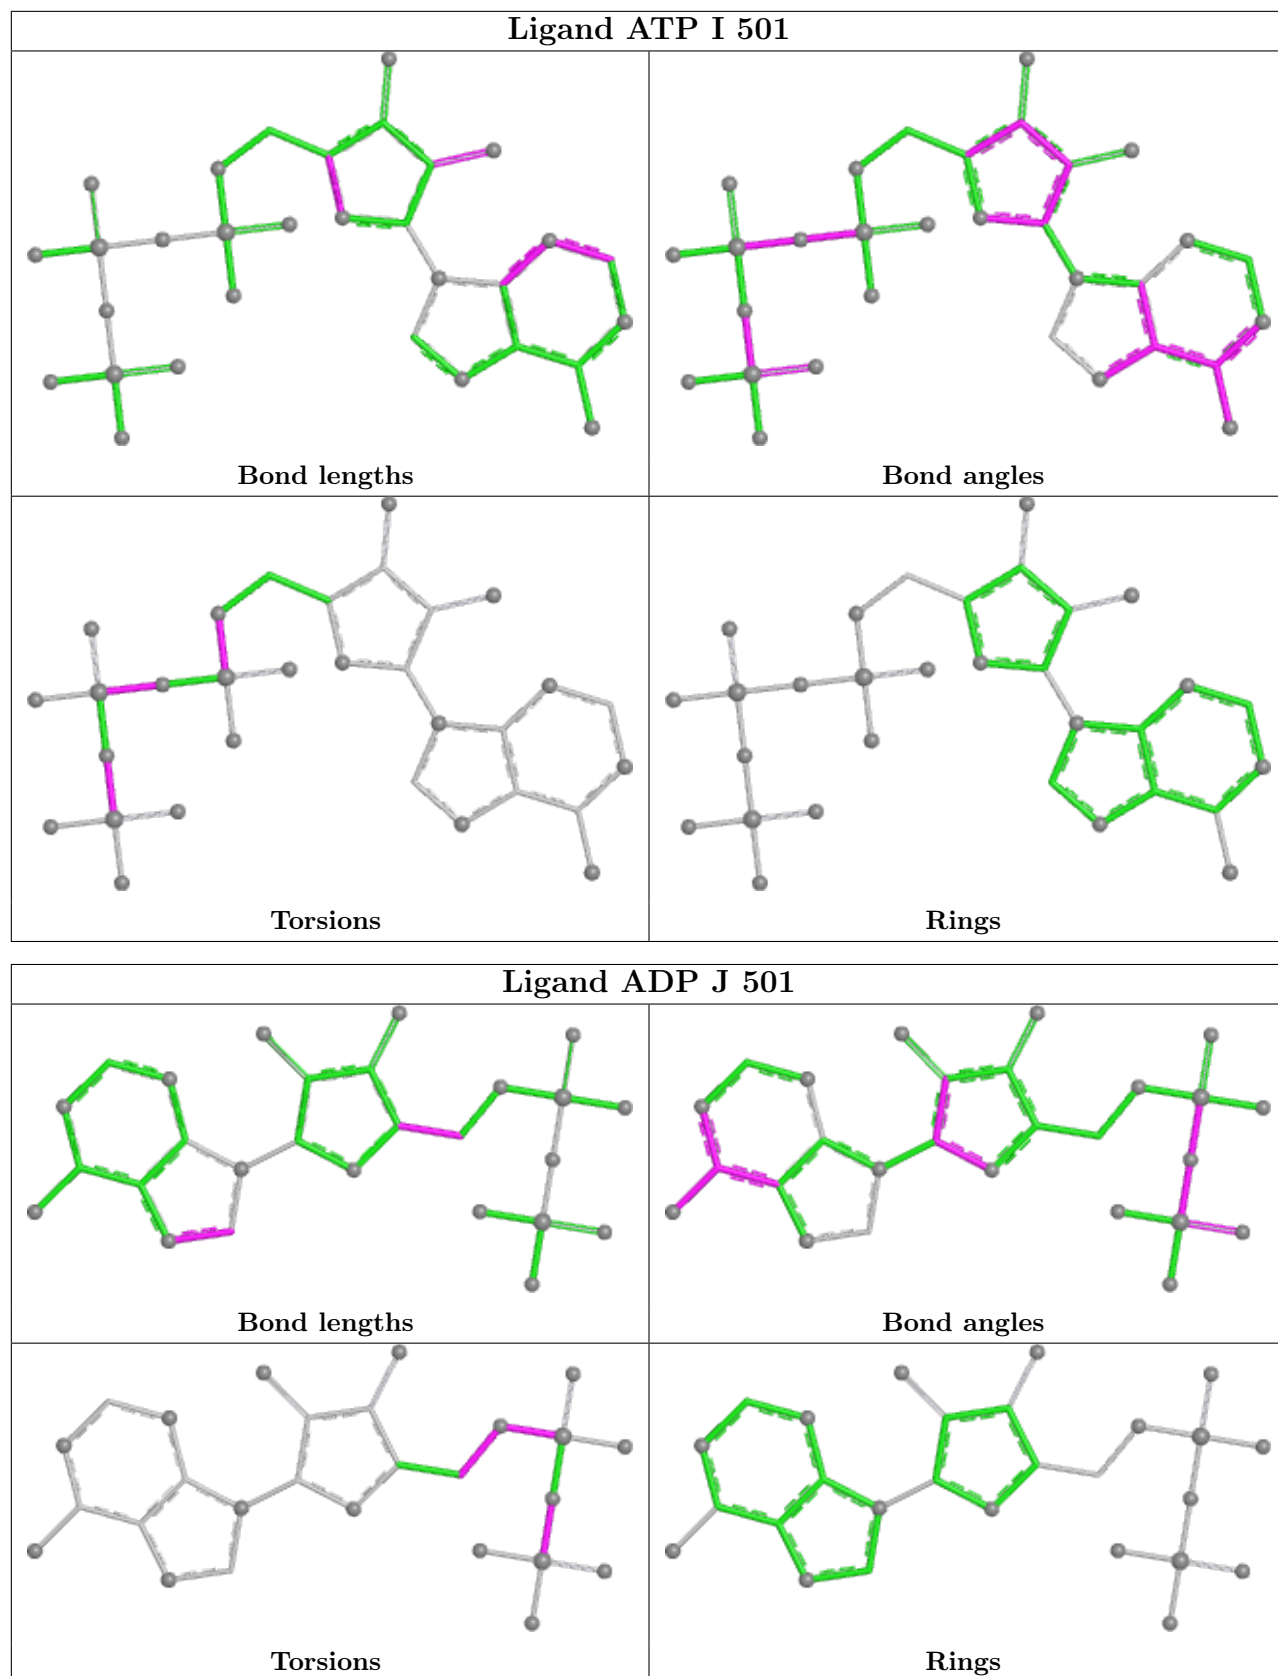 Ligand ATP I 501
Bond lengths
Bond angles
Torsions
Rings
Ligand ADP J 501
Bond lengths
Bond angles
Torsions
Rings